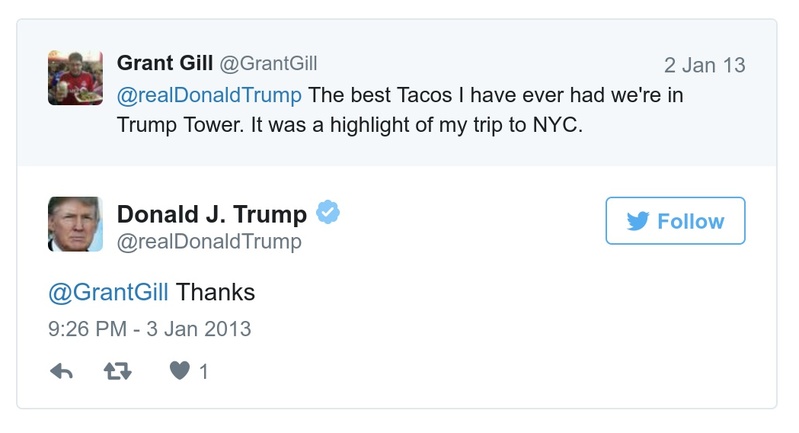 Grant Gill @GrantGill 2 Jan 13
@realDonaldTrump The best Tacos I have ever had we're in
Trump Tower. It was a highlight of my trip to NYC.
Donald J. Trump
@realDonaldTrump
Follow
@GrantGill Thanks
9:26 PM - 3 Jan 2013
1